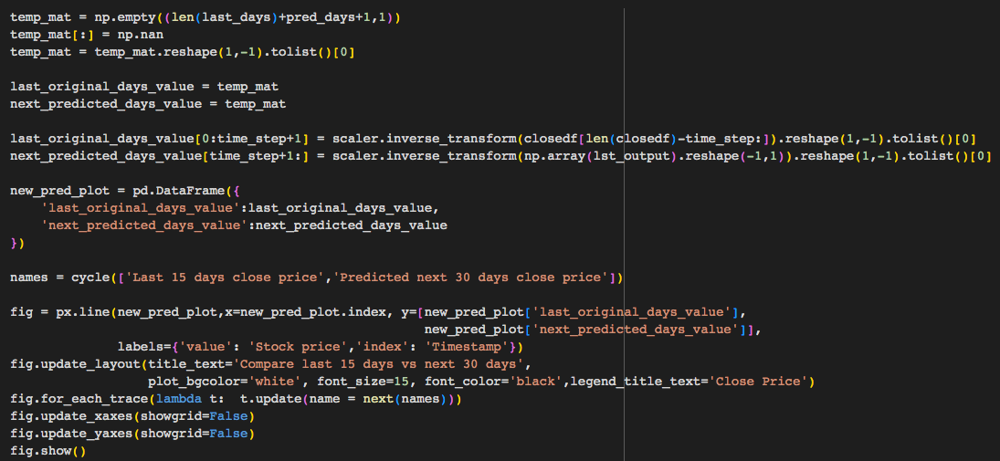 temp_mat = np.empty((len(last_days)+pred_days+1,1))
temp_mat[:] = np.nan
temp_mat = temp_mat.reshape(1,-1).tolist()[0]

last_original_days_value = temp_mat
next_predicted_days_value = temp_mat

last_original_days_value[0:time_step+1] = scaler.inverse_transform(closedf[len(closedf)-time_step:]).reshape(1,-1).tolist()[0]
next_predicted_days_value[time_step+1:] = scaler.inverse_transform(np.array(lst_output).reshape(-1,1)).reshape(1,-1).tolist()[0]

new_pred_plot = pd.DataFrame({
    'last_original_days_value':last_original_days_value,
    'next_predicted_days_value':next_predicted_days_value
})

names = cycle(['Last 15 days close price','Predicted next 30 days close price'])

fig = px.line(new_pred_plot,x=new_pred_plot.index, y=[new_pred_plot['last_original_days_value'],
                                                      new_pred_plot['next_predicted_days_value']],
              labels={'value': 'Stock price','index': 'Timestamp'})
fig.update_layout(title_text='Compare last 15 days vs next 30 days',
                  plot_bgcolor='white', font_size=15, font_color='black',legend_title_text='Close Price')
fig.for_each_trace(lambda t:  t.update(name = next(names)))
fig.update_xaxes(showgrid=False)
fig.update_yaxes(showgrid=False)
fig.show()